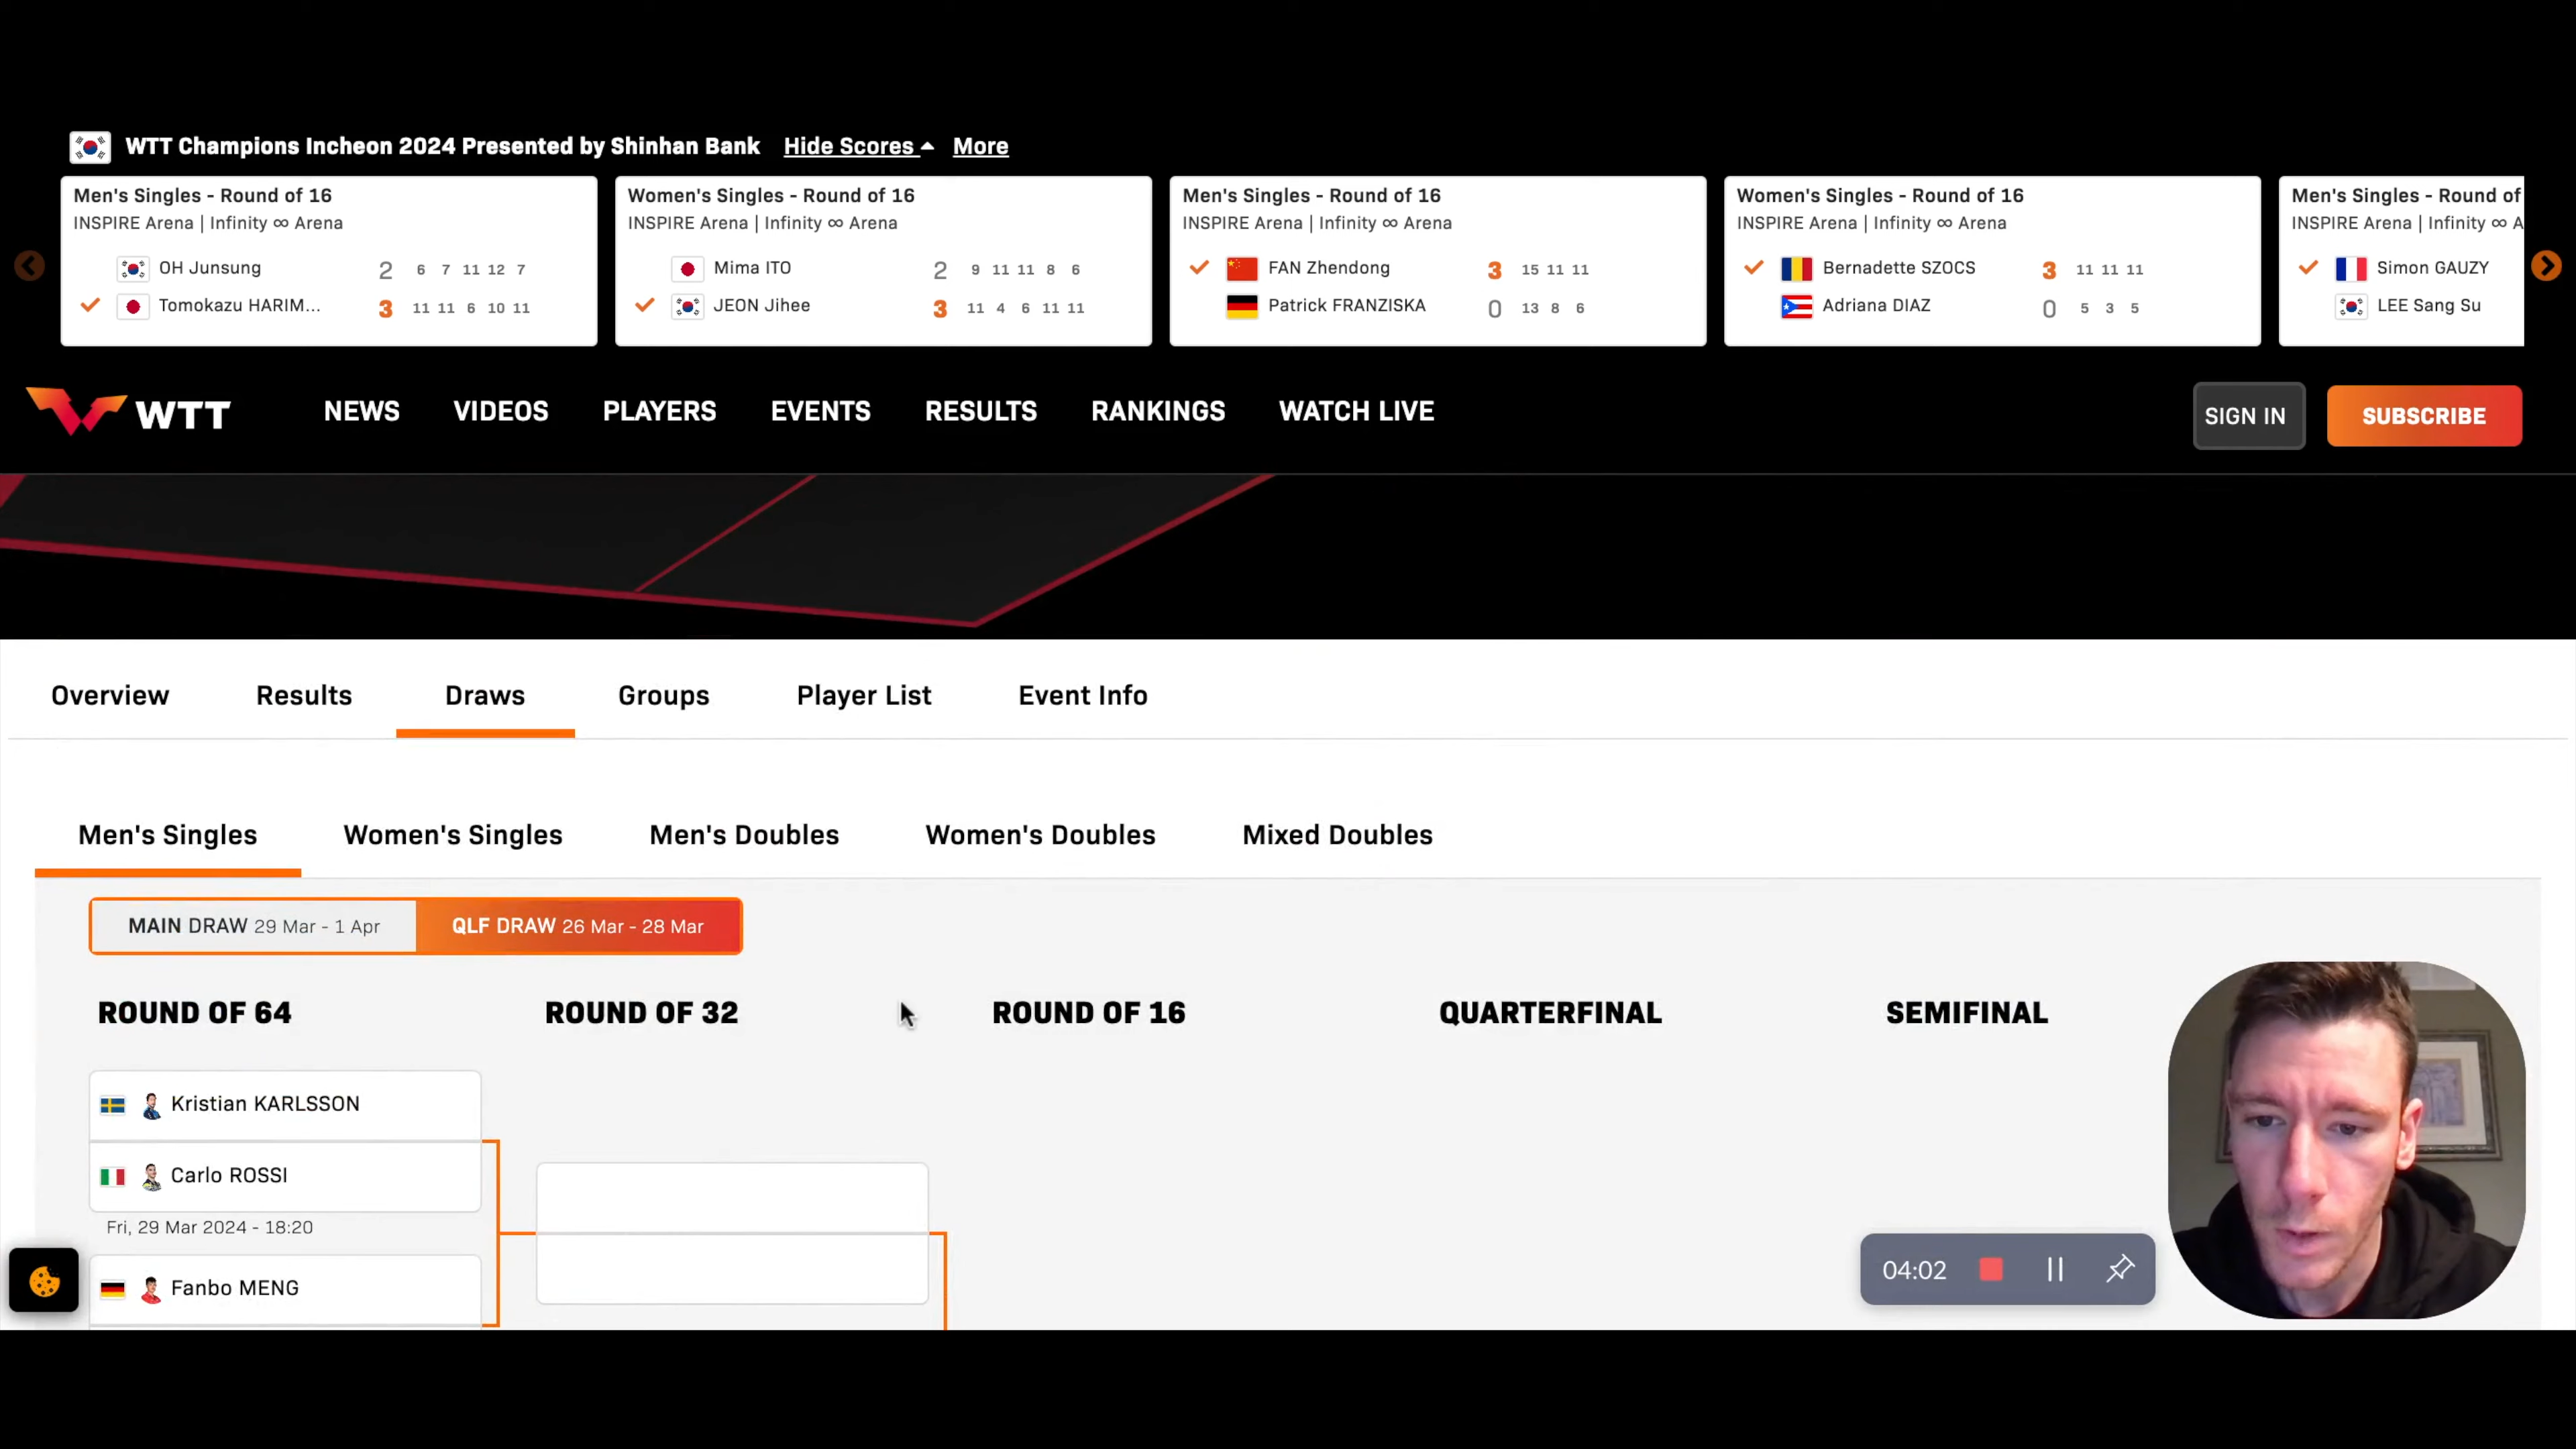 WTT Champions Incheon 2024 Presented by Shinhan Bank Hide Scores More
Men's Singles - Round of 16
INSPIRE Arena | Infinity ∞ Arena
OH Junsung 2 6 7 11 12 7
Tomokazu HARIM... 3 11 11 6 10 11
Women's Singles - Round of 16
INSPIRE Arena | Infinity ∞ Arena
Mima ITO 2 9 11 11 8 6
JEON Jihee 3 11 4 6 11 11
Men's Singles - Round of 16
INSPIRE Arena | Infinity ∞ Arena
FAN Zhendong 3 15 11 11
Patrick FRANZISKA 0 13 8 6
Women's Singles - Round of 16
INSPIRE Arena | Infinity ∞ Arena
Bernadette SZOCS 3 11 11 11
Adriana DIAZ 0 5 3 5
Men's Singles - Round of
INSPIRE Arena | Infinity ∞ A
Simon GAUZY
LEE Sang Su
WTT NEWS VIDEOS PLAYERS EVENTS RESULTS RANKINGS WATCH LIVE SIGN IN SUBSCRIBE
Overview Results Draws Groups Player List Event Info
Men's Singles Women's Singles Men's Doubles Women's Doubles Mixed Doubles
MAIN DRAW 29 Mar - 1 Apr QLF DRAW 26 Mar - 28 Mar
ROUND OF 64 ROUND OF 32 ROUND OF 16 QUARTERFINAL SEMIFINAL
Kristian KARLSSON
Carlo ROSSI
Fri, 29 Mar 2024 - 18:20
Fanbo MENG
04:02